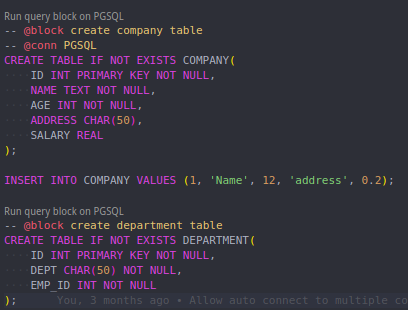 Run query block on PGSQL
-- @block create company table
-- @conn PGSQL
CREATE TABLE IF NOT EXISTS COMPANY(
    ID INT PRIMARY KEY NOT NULL,
    NAME TEXT NOT NULL,
    AGE INT NOT NULL,
    ADDRESS CHAR(50),
    SALARY REAL
);
INSERT INTO COMPANY VALUES (1, 'Name', 12, 'address', 0.2);
Run query block on PGSQL
-- @block create department table
CREATE TABLE IF NOT EXISTS DEPARTMENT(
    ID INT PRIMARY KEY NOT NULL,
    DEPT CHAR(50) NOT NULL,
    EMP_ID INT NOT NULL
);      You, 3 months ago • Allow auto connect to multiple co